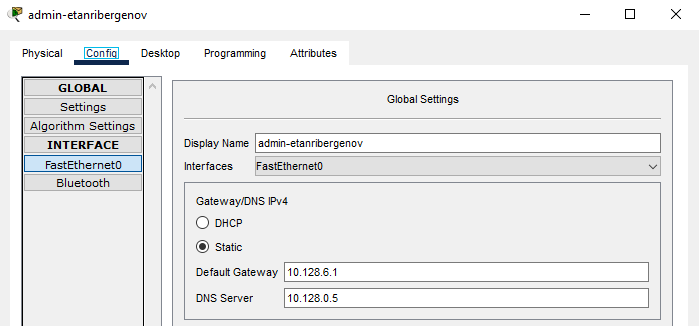 admin-etanribergenov
Physical Config Desktop Programming Attributes
GLOBAL
Settings
Algorithm Settings
INTERFACE
FastEthernet0
Bluetooth
Global Settings
Display Name admin-etanribergenov
Interfaces FastEthernet0
Gateway/DNS IPv4
DHCP
Static
Default Gateway 10.128.6.1
DNS Server 10.128.0.5